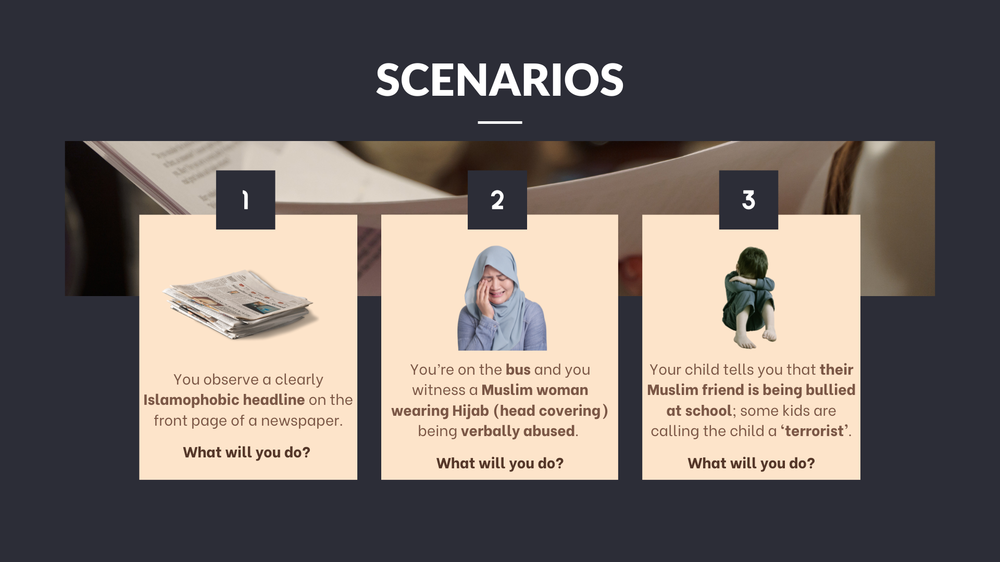 SCENARIOS
1
You observe a clearly
Islamophobic headline on the
front page of a newspaper.
What will you do?
2
You’re on the bus and you
witness a Muslim woman
wearing Hijab (head covering)
being verbally abused.
What will you do?
3
Your child tells you that their
Muslim friend is being bullied
at school; some kids are
calling the child a ‘terrorist’.
What will you do?